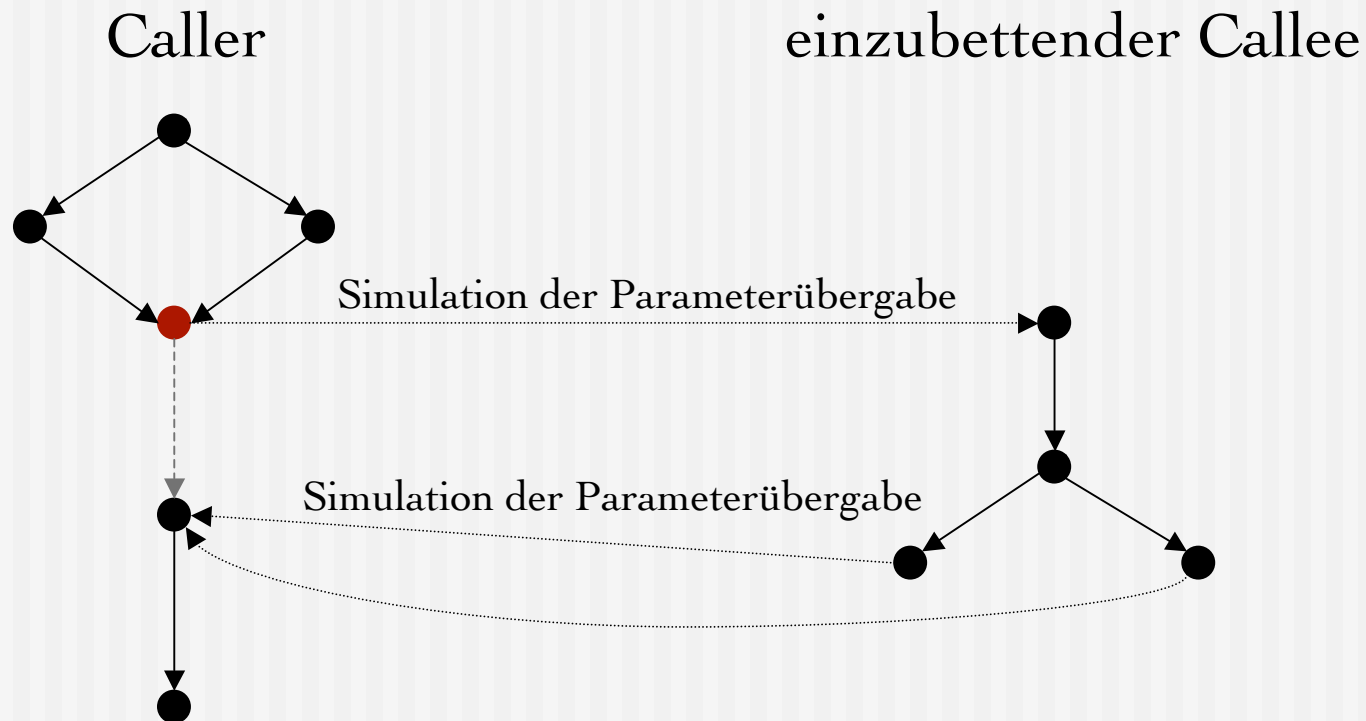 Caller
einzubettender Callee
Simulation der Parameterübergabe
Simulation der Parameterübergabe